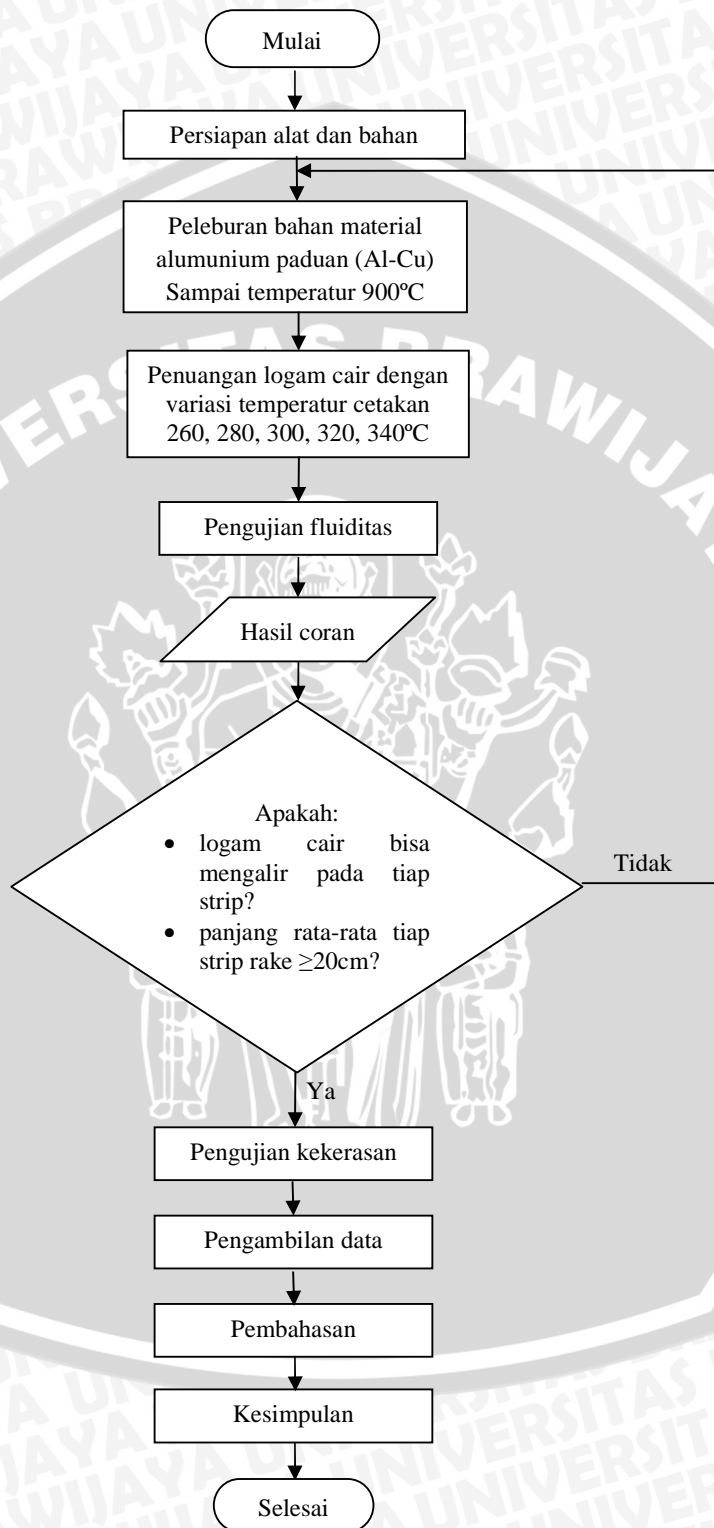 Mulai
Persiapan alat dan bahan
Peleburan bahan material
alumunium paduan (Al-Cu)
Sampai temperatur 900ºC
Penuangan logam cair dengan
variasi temperatur cetakan
260, 280, 300, 320, 340ºC
Pengujian fluiditas
Hasil coran
Apakah:
• logam cair bisa
mengalir pada tiap
strip?
• panjang rata-rata tiap
strip rake ≥20cm?
Tidak
Ya
Pengujian kekerasan
Pengambilan data
Pembahasan
Kesimpulan
Selesai